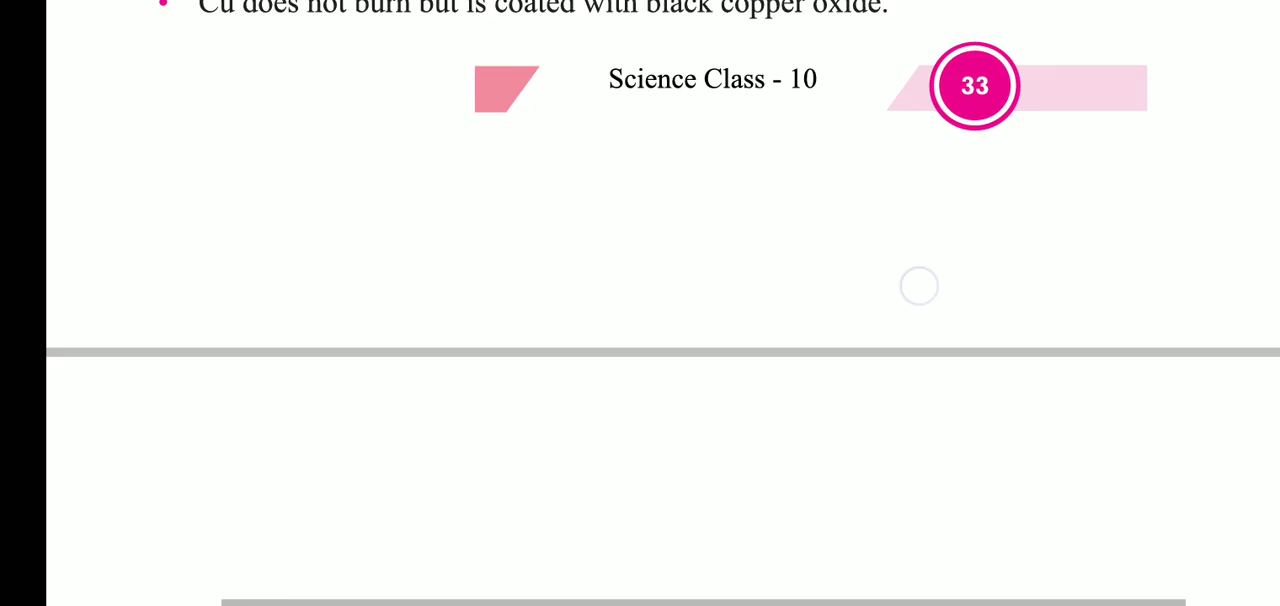 Cu does not burn but is coated with black copper oxide.
Science Class - 10
33